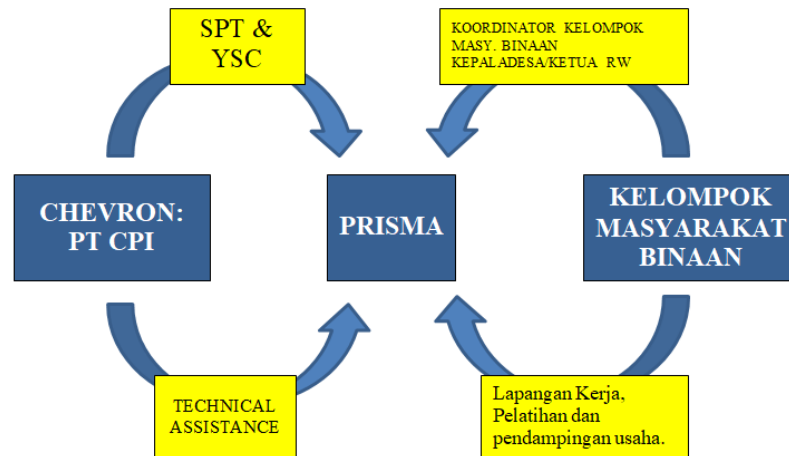 SPT &
YSC
KOORDINATOR KELOMPOK
MASY. BINAAN
KEPALADESA/KETUA RW
CHEVRON:
PT CPI
PRISMA
KELOMPOK
MASYARAKAT
BINAAN
TECHNICAL
ASSISTANCE
Lapangan Kerja,
Pelatihan dan
pendampingan usaha.